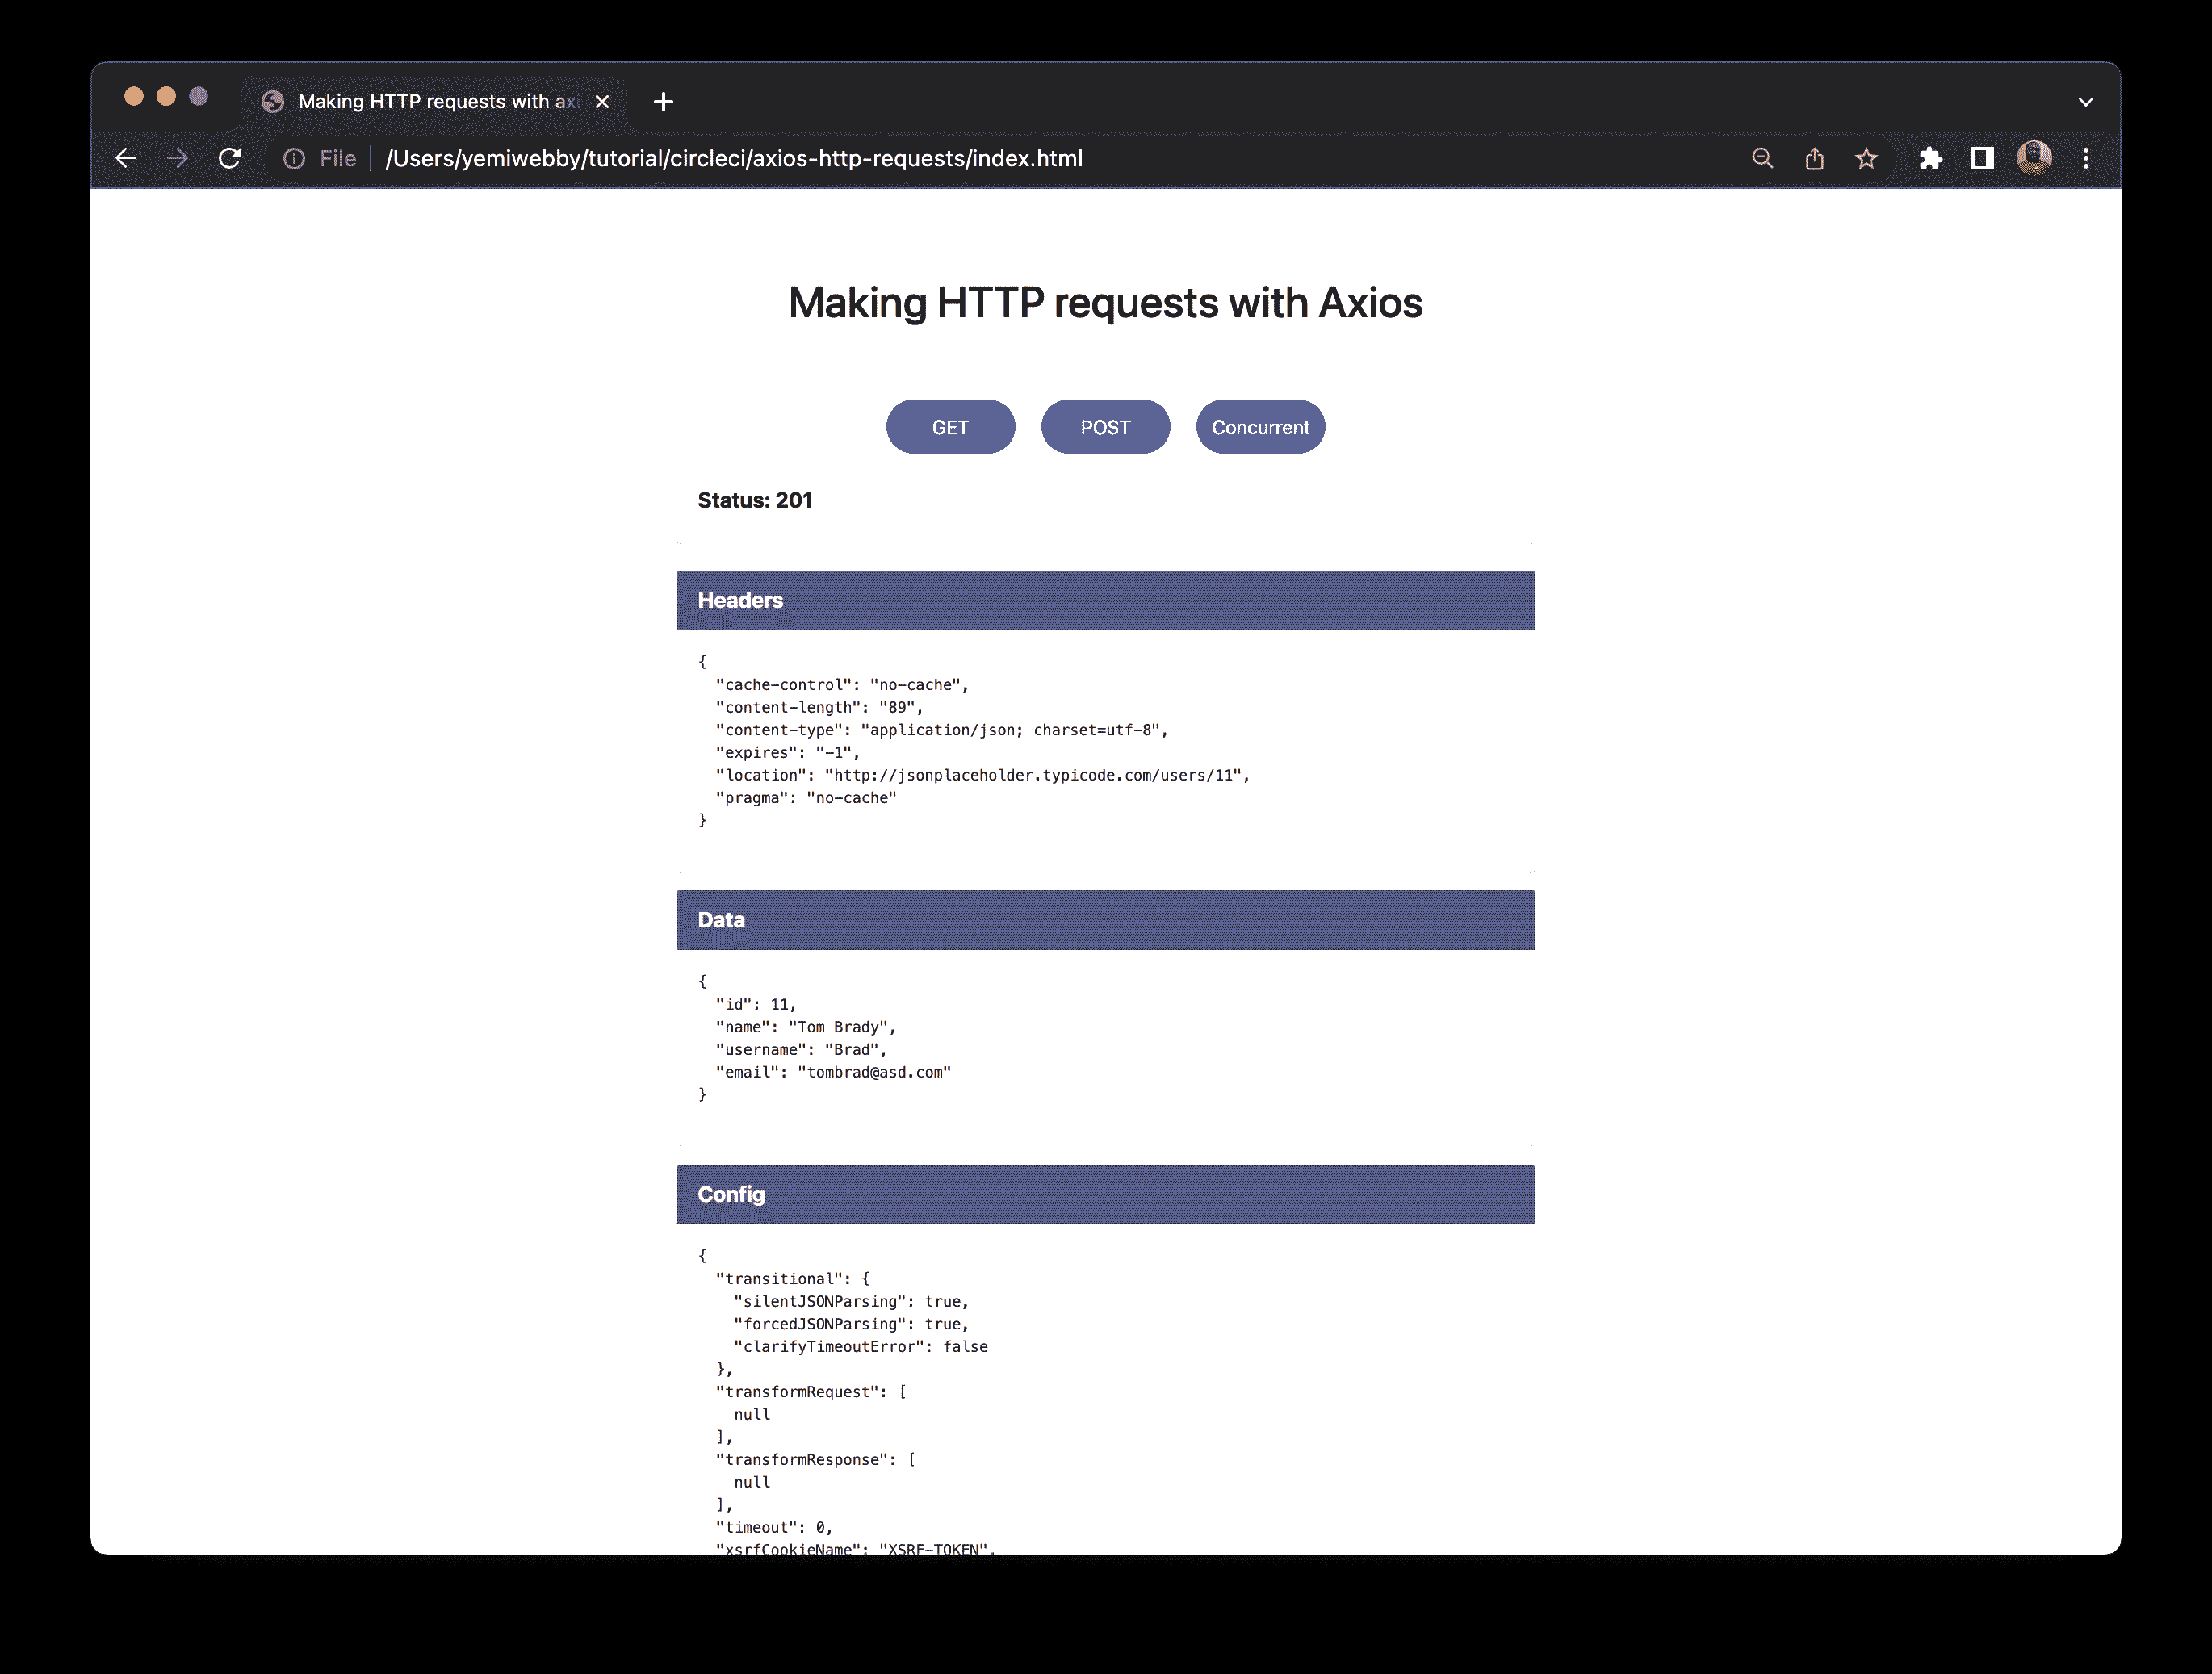 Making HTTP requests with axi
File /Users/yemiwebby/tutorial/circleci/axios-http-requests/index.html
Making HTTP requests with Axios
GET POST Concurrent
Status: 201
Headers
{
"cache-control": "no-cache",
"content-length": "89",
"content-type": "application/json; charset=utf-8",
"expires": "-1",
"location": "http://jsonplaceholder.typicode.com/users/11",
"pragma": "no-cache"
}
Data
{
"id": 11,
"name": "Tom Brady",
"username": "Brad",
"email": "tombrad@asd.com"
}
Config
{
"transitional": {
"silentJSONParsing": true,
"forcedJSONParsing": true,
"clarifyTimeoutError": false
},
"transformRequest": [
null
],
"transformResponse": [
null
],
"timeout": 0,
"xsrfCookieName": "XSRF-TOKEN",